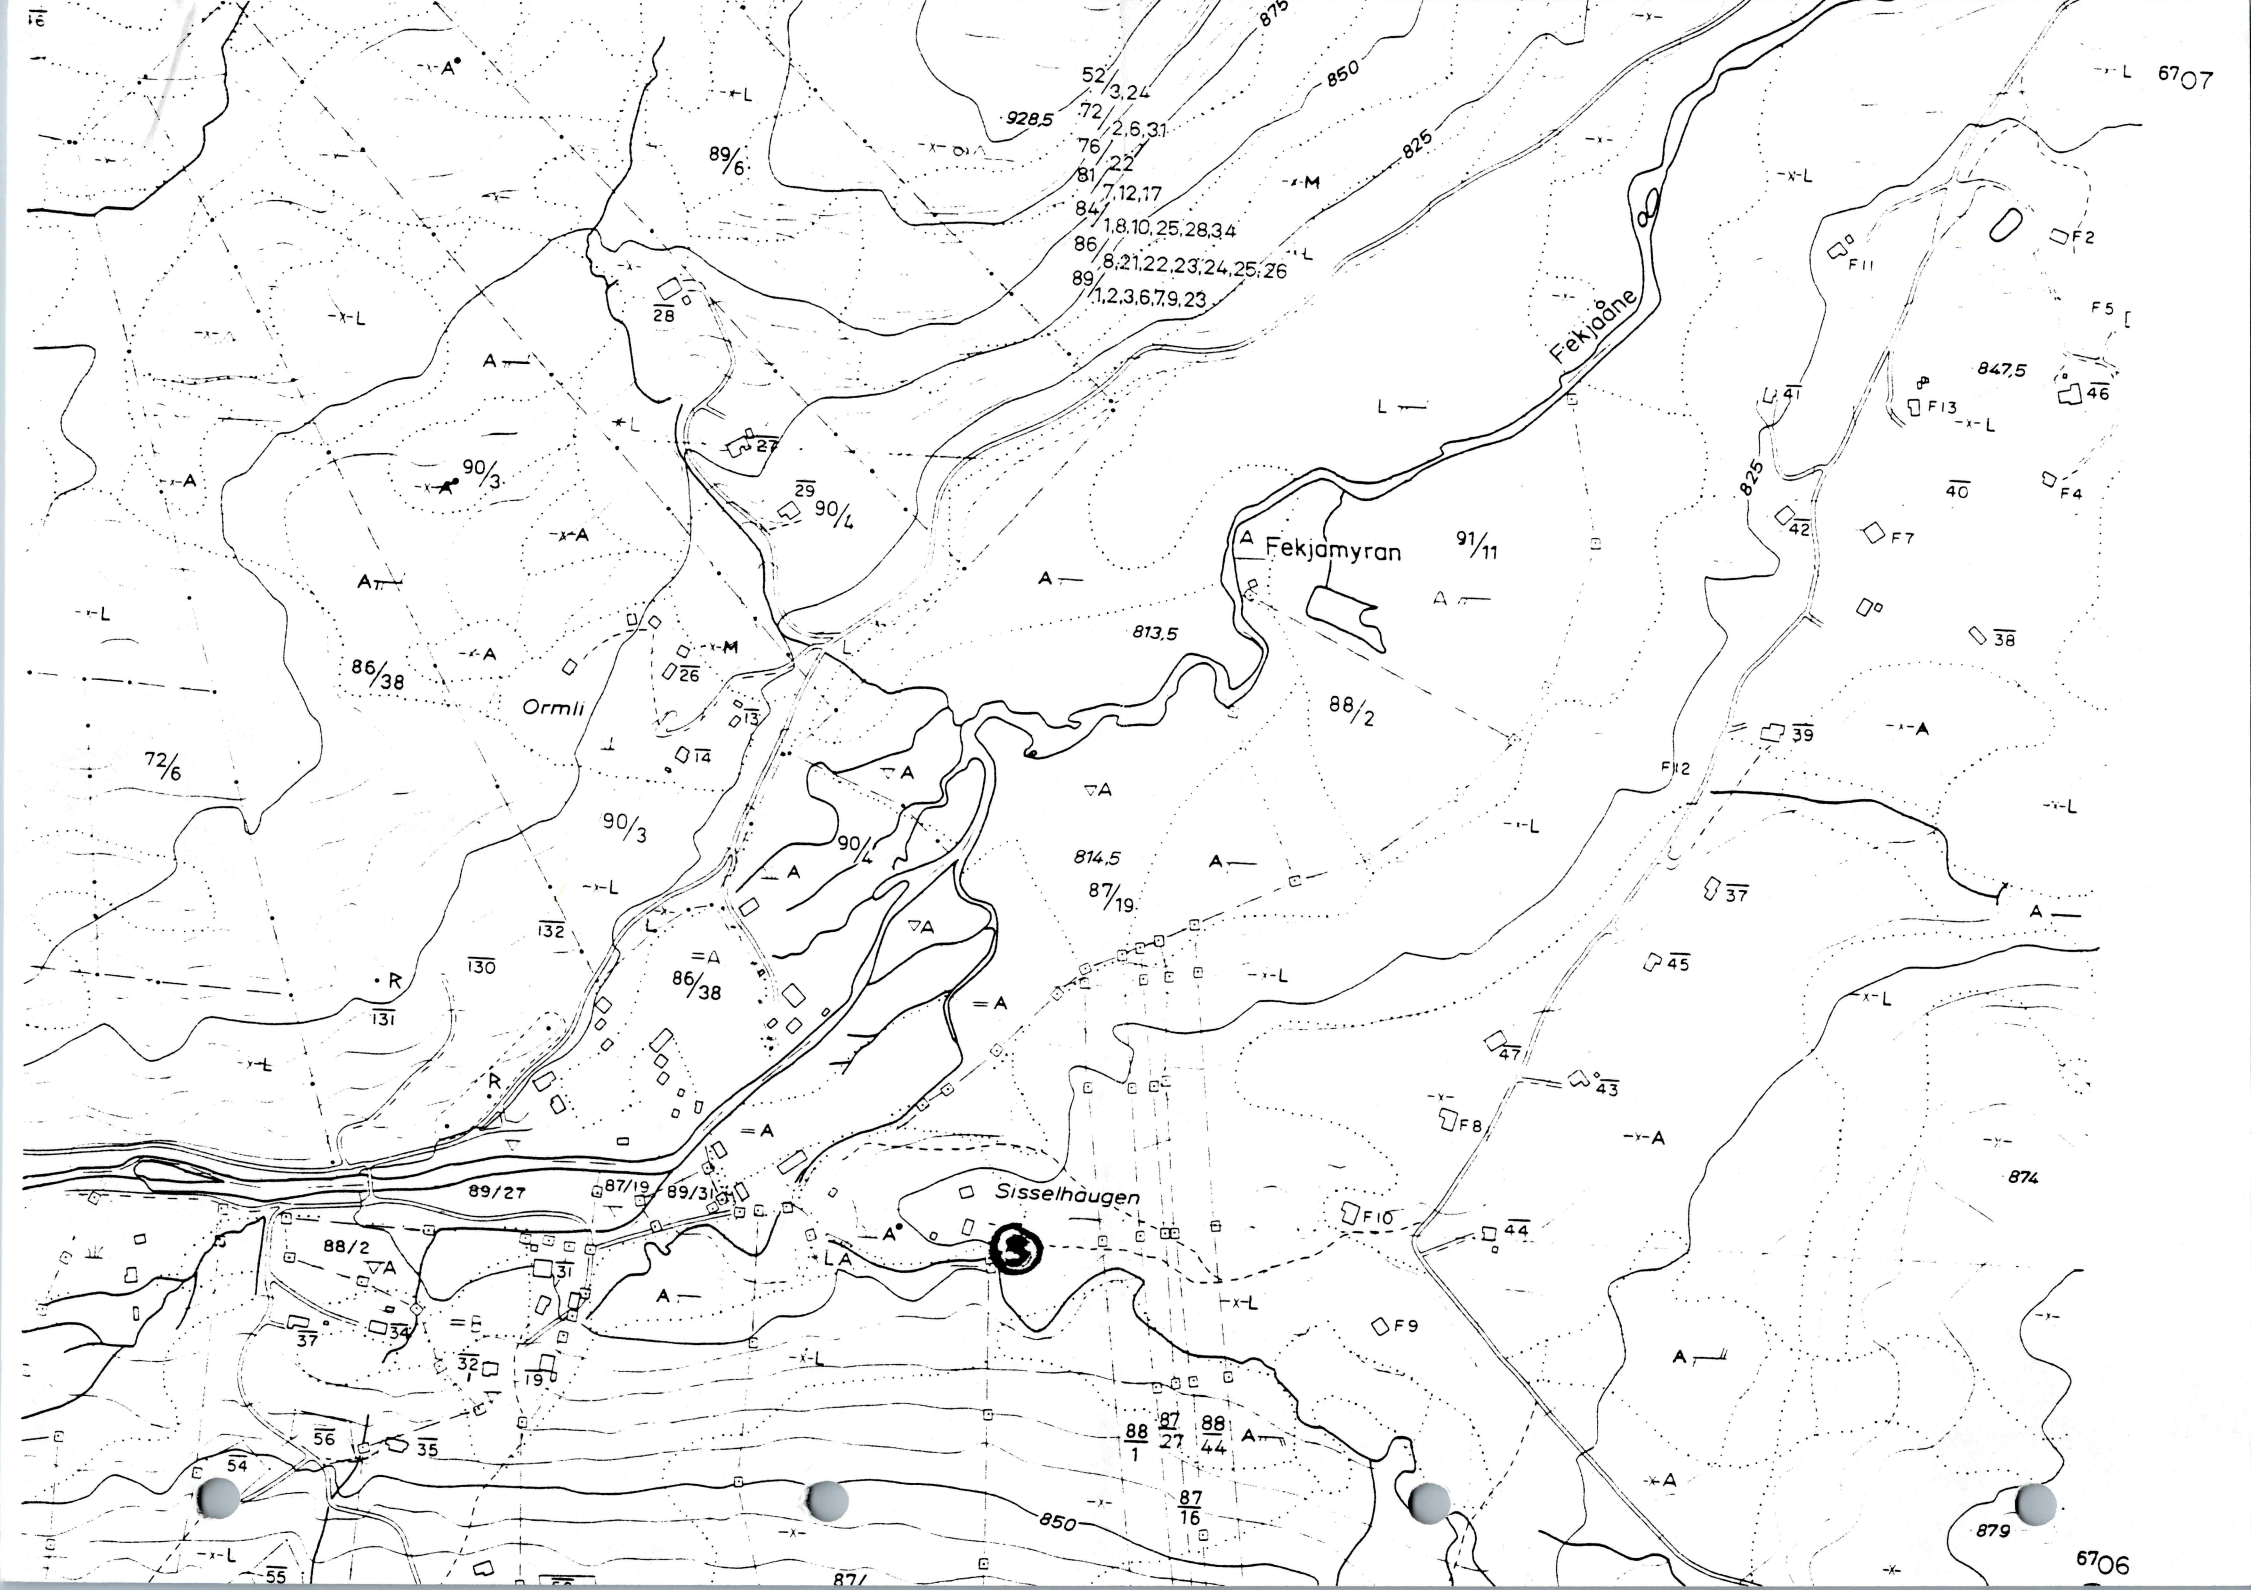 -x-L 6707
875
850
-A
-x-L
52/3,24
72/2,6,31
76/22
81/7,12,17
84/1,8,10,25,28,34
86/8,21,22,23,24,25,26
89/1,2,3,6,7,9,23
928,5
825
89/6
-x-M
-x-L
F2
F11
28
-x-L
F5
Fekjaåne
847,5
A
L
41
F13
46
-x-L
27
90/3
-x-A
825
40
F4
29
90/4
42
F7
-x-A
A Fekjamyran
91/11
A
A
A
-x-L
813,5
38
-x-A
-x-M
26
86/38
Ormli
13
88/2
39
-x-A
14
F12
72/6
A
A
-x-L
90/3
90/4
814,5
-x-L
A
A
87/19
37
-x-L
132
A
A
L
130
=A
45
R
86/38
-x-L
-x-L
131
=A
47
-x-L
R
43
F8
=A
-x-A
874
89/27
87/19
89/31
Sisselhaugen
F10
44
A
88/2
3
A
LA
31
A
-x-L
F9
37
34
32/1
19
-x-L
A
56
35
88/1
87/27
88/44
A
54
-x-A
87/16
850
879
-x-L
6706
55
87/